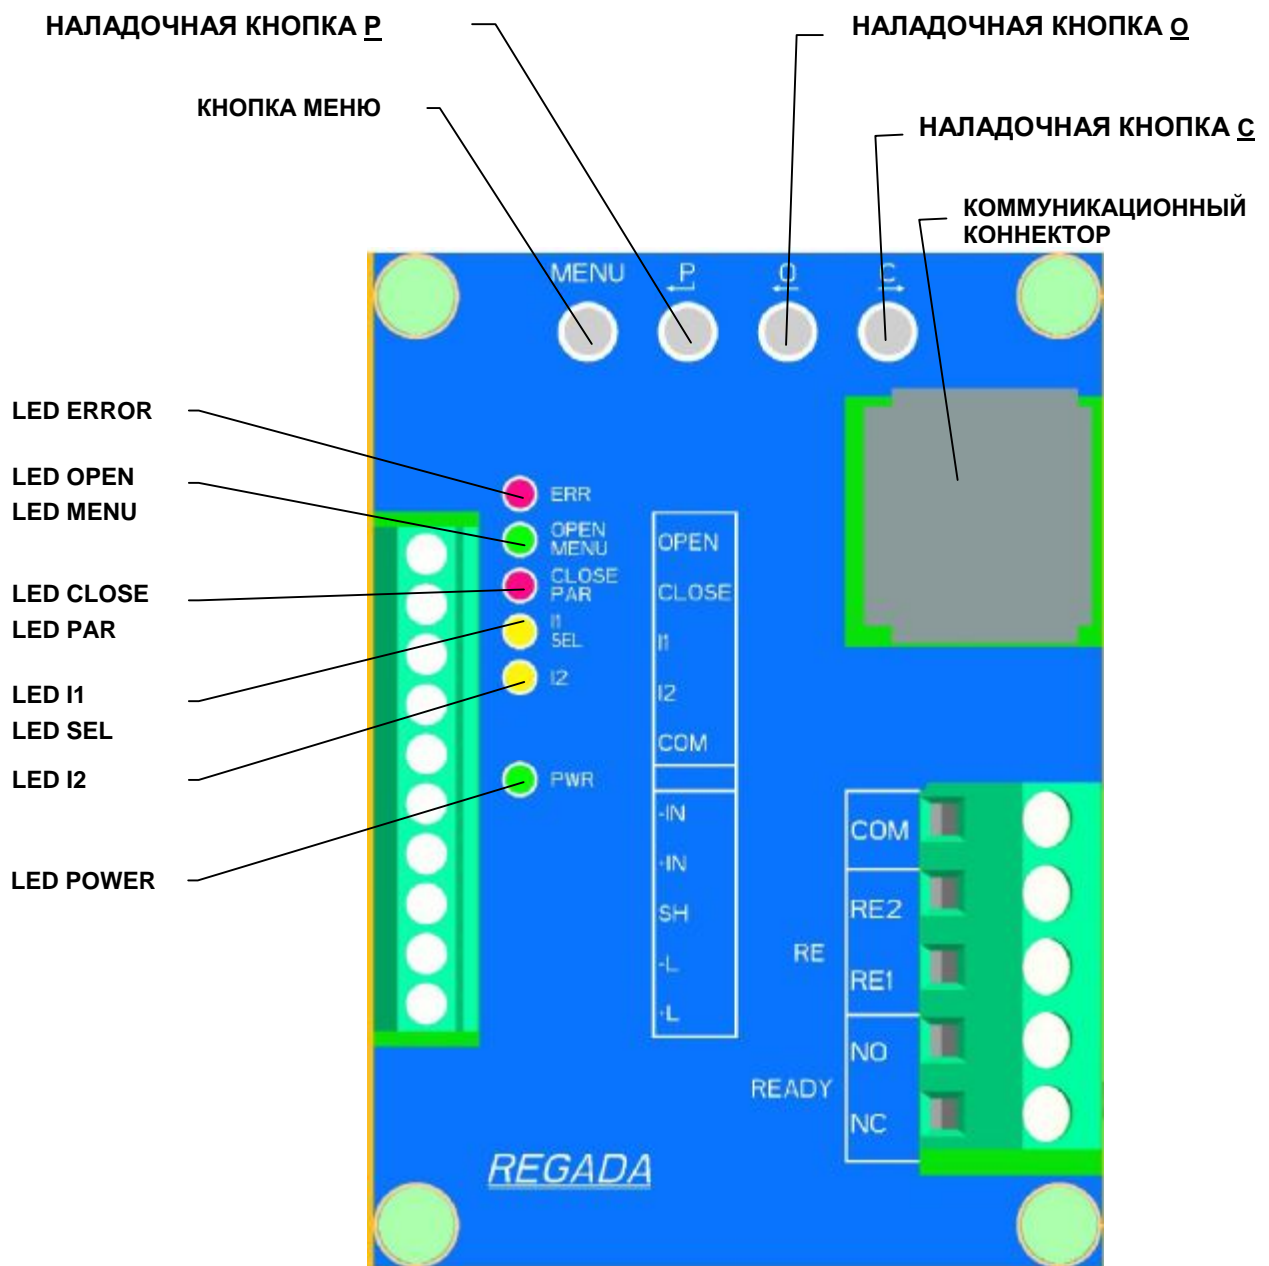 НАЛАДОЧНАЯ КНОПКА P
НАЛАДОЧНАЯ КНОПКА O
КНОПКА МЕНЮ
НАЛАДОЧНАЯ КНОПКА C
КОММУНИКАЦИОННЫЙ
КОННЕКТОР
MENU
P
O
C
LED ERROR
LED OPEN
LED MENU
LED CLOSE
LED PAR
LED I1
LED SEL
LED I2
LED POWER
ERR
OPEN
MENU
CLOSE
PAR
I1
SEL
I2
PWR
OPEN
CLOSE
I1
I2
COM
-IN
+IN
SH
-L
+L
COM
RE2
RE
RE1
NO
READY
NC
REGADA